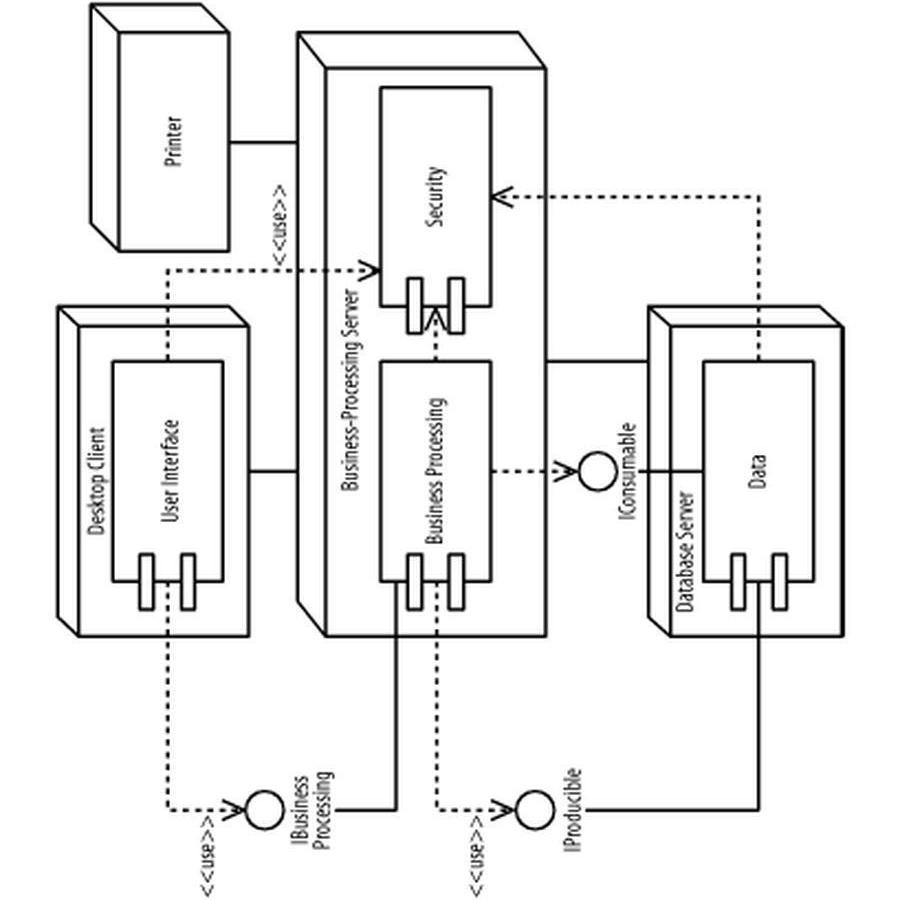 Printer
<<use>>
Security
Business-Processing Server
Desktop Client
User Interface
Business Processing
IConsumable
Database Server
Data
IBusiness
Processing
<<use>>
IProducible
<<use>>